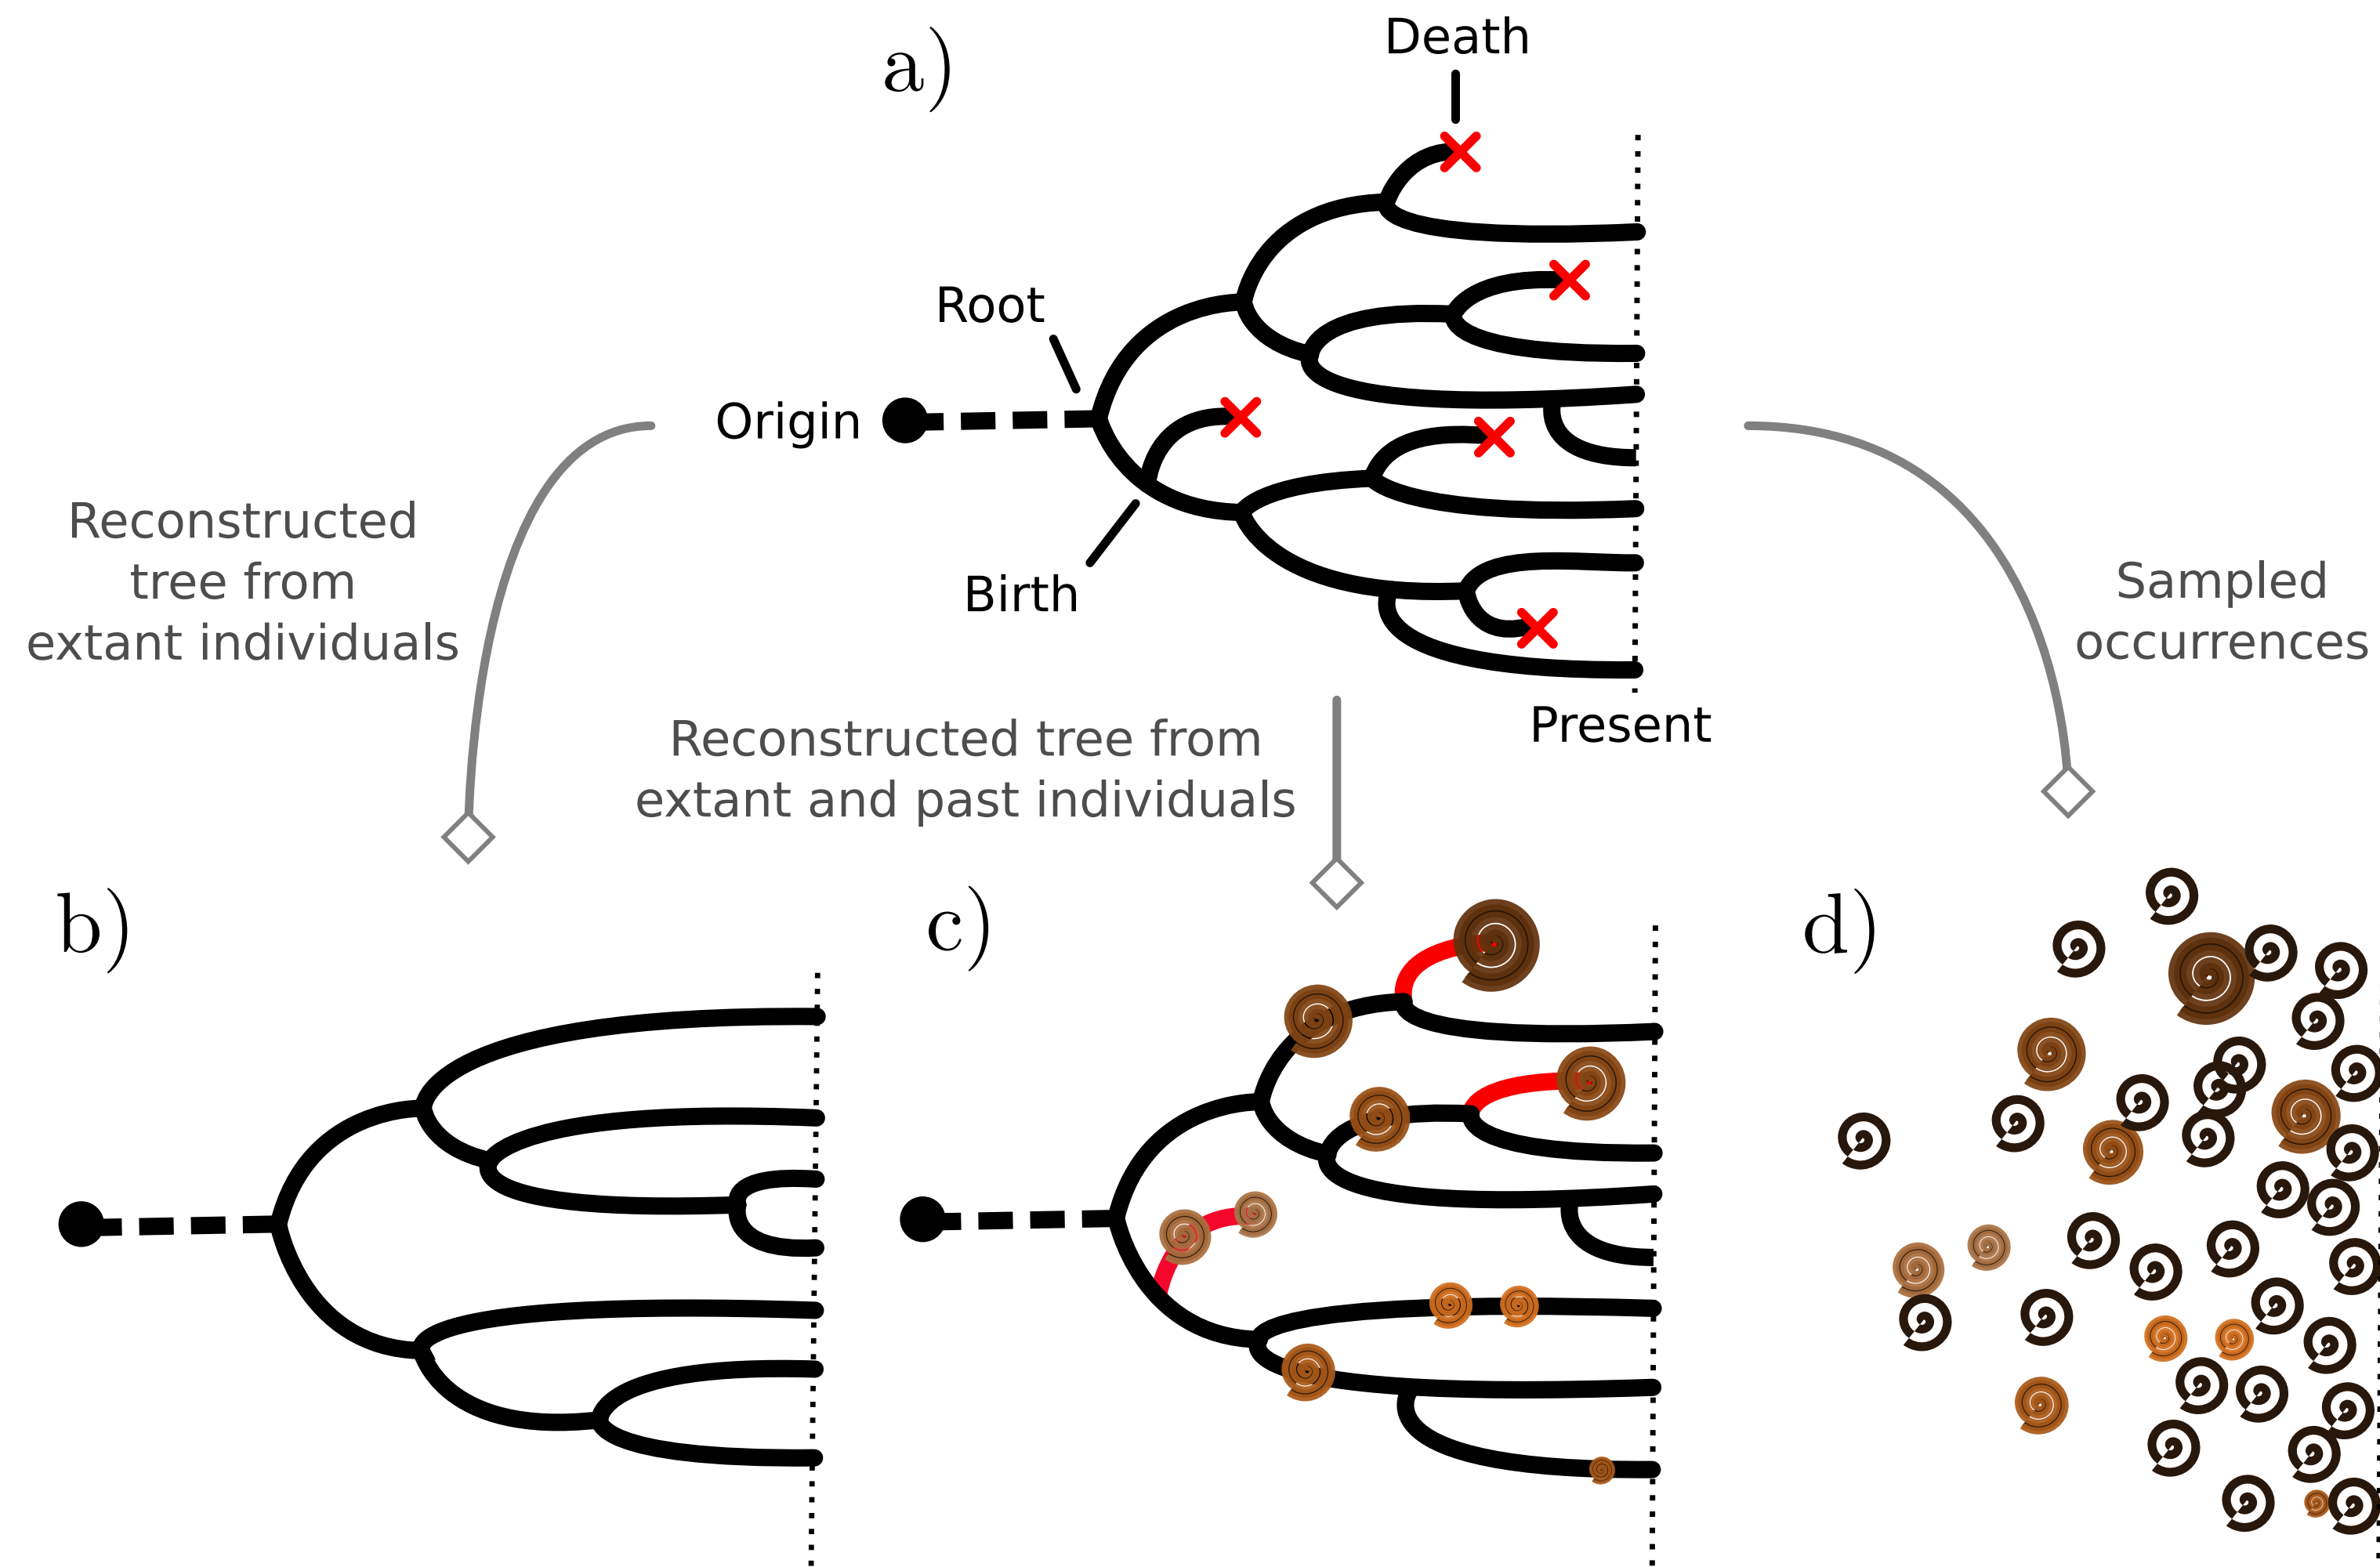 a)
Death
Root
Origin
Birth
Present
Reconstructed
tree from
extant individuals
Reconstructed tree from
extant and past individuals
Sampled
occurrences
b)
c)
d)